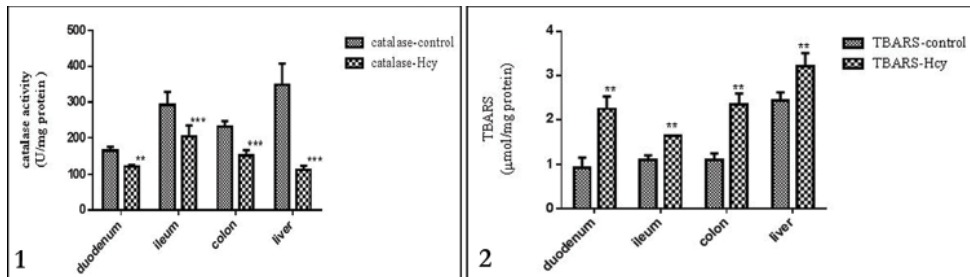 500
400
300
200
100
0
catalase activity
(U/mg protein )
catalase-control
catalase-Hcy
**
***
***
***
duodenum
ileum
colon
liver
1
4
3
2
1
0
TBARS
(μmol/mg protein)
TBARS-control
TBARS-Hcy
**
**
**
**
duodenum
ileum
colon
liver
2